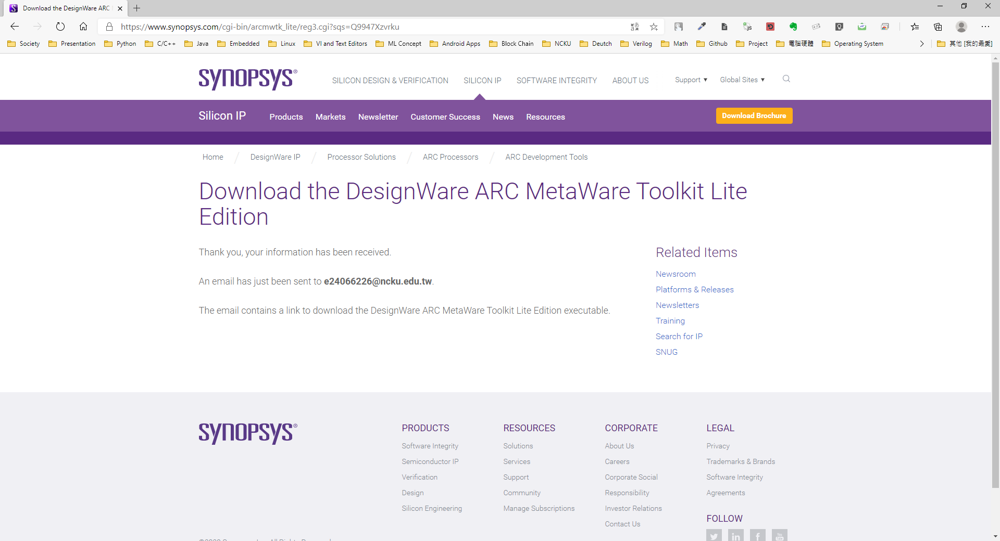 Download the DesignWare ARC
https://www.synopsys.com/cgi-bin/arcmwtk_lite/reg3.cgi?sqs=Q9947Xzvrku
Society Presentation Python C/C++ Java Embedded Linux VI and Text Editors ML Concept Android Apps Block Chain NCKU Deutch Verilog Math Github Project 電腦硬體 Operating System 其他 [我的最愛]
SYNOPSYS®
SILICON DESIGN & VERIFICATION SILICON IP SOFTWARE INTEGRITY ABOUT US Support Global Sites
Silicon IP Products Markets Newsletter Customer Success News Resources Download Brochure
Home / DesignWare IP / Processor Solutions / ARC Processors / ARC Development Tools
Download the DesignWare ARC MetaWare Toolkit Lite
Edition
Thank you, your information has been received.
An email has just been sent to e24066226@ncku.edu.tw.
The email contains a link to download the DesignWare ARC MetaWare Toolkit Lite Edition executable.
Related Items
Newsroom
Platforms & Releases
Newsletters
Training
Search for IP
SNUG
SYNOPSYS®
PRODUCTS
Software Integrity
Semiconductor IP
Verification
Design
Silicon Engineering
RESOURCES
Solutions
Services
Support
Community
Manage Subscriptions
CORPORATE
About Us
Careers
Corporate Social
Responsibility
Investor Relations
Contact Us
LEGAL
Privacy
Trademarks & Brands
Software Integrity
Agreements
FOLLOW